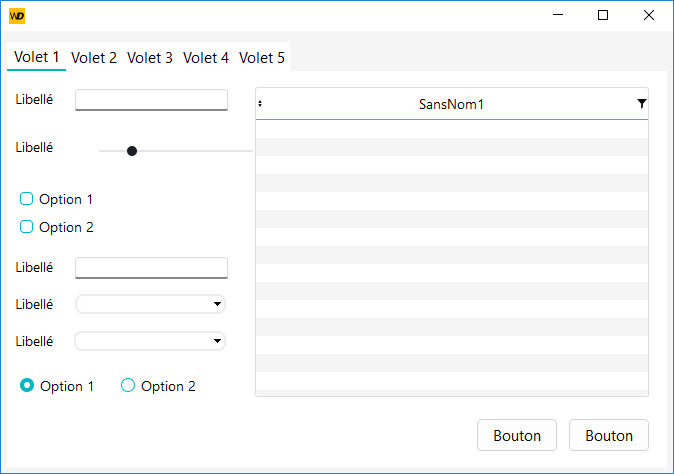 WD
Volet 1 Volet 2 Volet 3 Volet 4 Volet 5
Libellé
SansNom1
Libellé
Option 1
Option 2
Libellé
Libellé
Libellé
Option 1 Option 2
Bouton Bouton